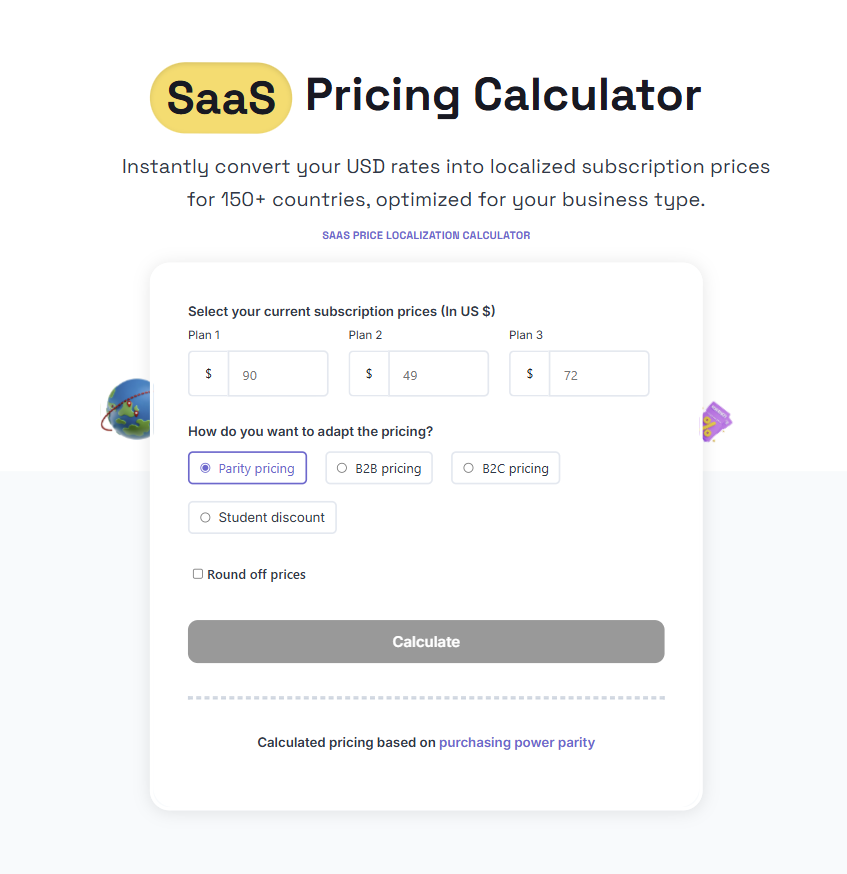 SaaS Pricing Calculator
Instantly convert your USD rates into localized subscription prices
for 150+ countries, optimized for your business type.
SAAS PRICE LOCALIZATION CALCULATOR
Select your current subscription prices (In US $)
Plan 1 Plan 2 Plan 3
$ 90 $ 49 $ 72
How do you want to adapt the pricing?
Parity pricing B2B pricing B2C pricing
Student discount
Round off prices
Calculate
Calculated pricing based on purchasing power parity